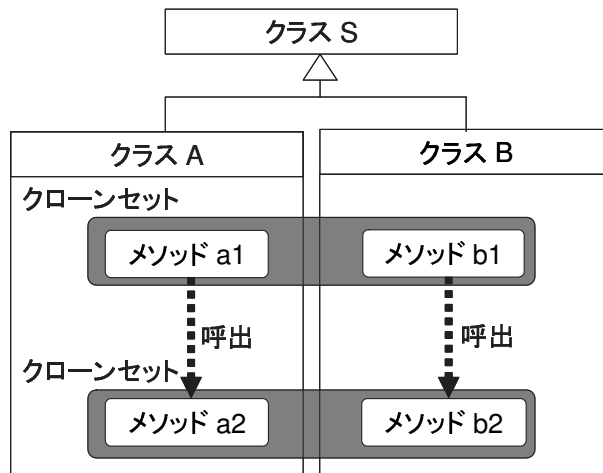 クラス S
クラス A
クラス B
クローンセット
メソッド a1
メソッド b1
呼出
呼出
クローンセット
メソッド a2
メソッド b2